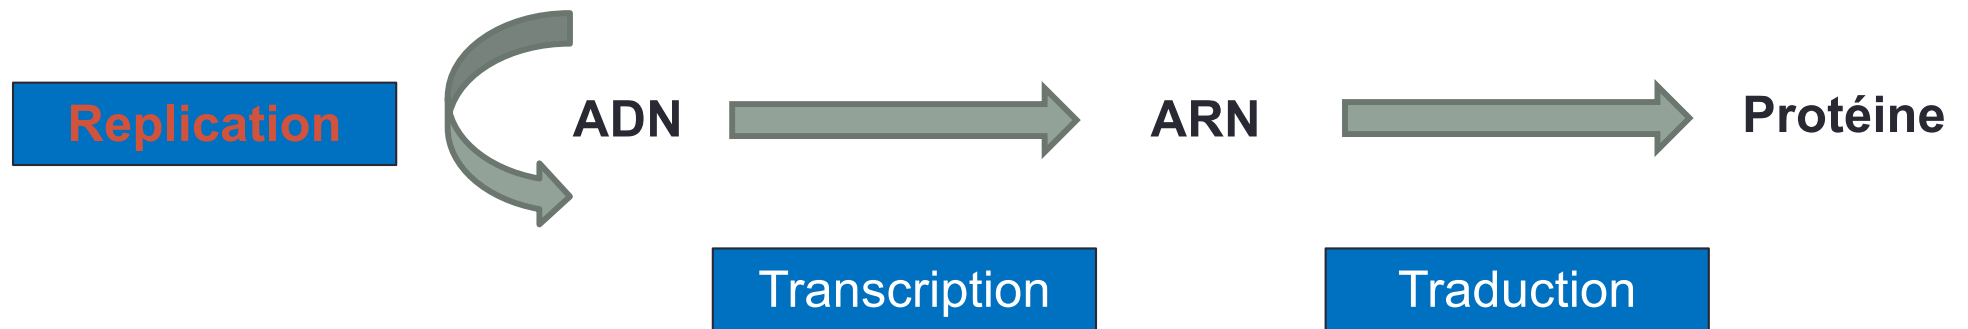 Replication
ADN
ARN
Protéine
Transcription
Traduction